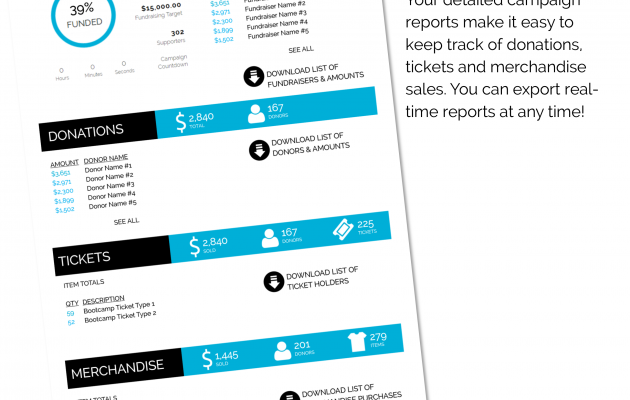 39%
FUNDED
$15,000.00
Fundraising Target
302
Supporters
0 0 0
Hours Minutes Seconds
Campaign
Countdown
$3,651
$2,971 Fundraiser Name #2
$2,300 Fundraiser Name #3
$1,899 Fundraiser Name #4
$1,502 Fundraiser Name #5
SEE ALL
DOWNLOAD LIST OF
FUNDRAISERS & AMOUNTS
DONATIONS
$ 2,840
TOTAL
167
DONORS
DOWNLOAD LIST OF
DONORS & AMOUNTS
AMOUNT DONOR NAME
$3,651 Donor Name #1
$2,971 Donor Name #2
$2,300 Donor Name #3
$1,899 Donor Name #4
$1,502 Donor Name #5
SEE ALL
TICKETS
$ 2,840
SOLD
167
DONORS
225
TICKETS
ITEM TOTALS
DOWNLOAD LIST OF
TICKET HOLDERS
QTY DESCRIPTION
59 Bootcamp Ticket Type 1
52 Bootcamp Ticket Type 2
MERCHANDISE
$ 1,445
SOLD
201
DONORS
279
ITEMS
ITEM TOTALS
DOWNLOAD LIST OF
MERCHANDISE PURCHASES
Your detailed campaign
reports make it easy to
keep track of donations,
tickets and merchandise
sales. You can export real-
time reports at any time!